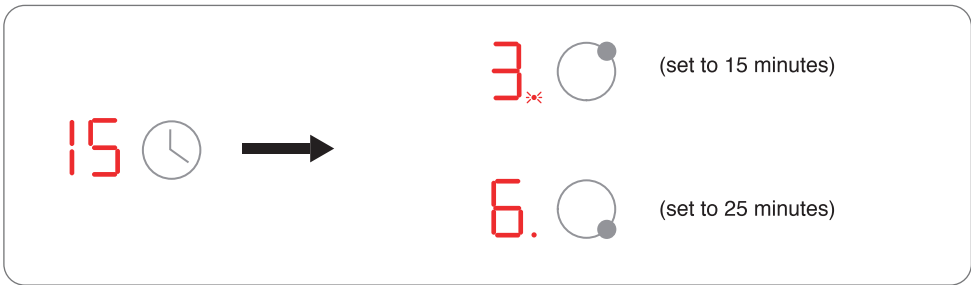 15
3. (set to 15 minutes)
6. (set to 25 minutes)